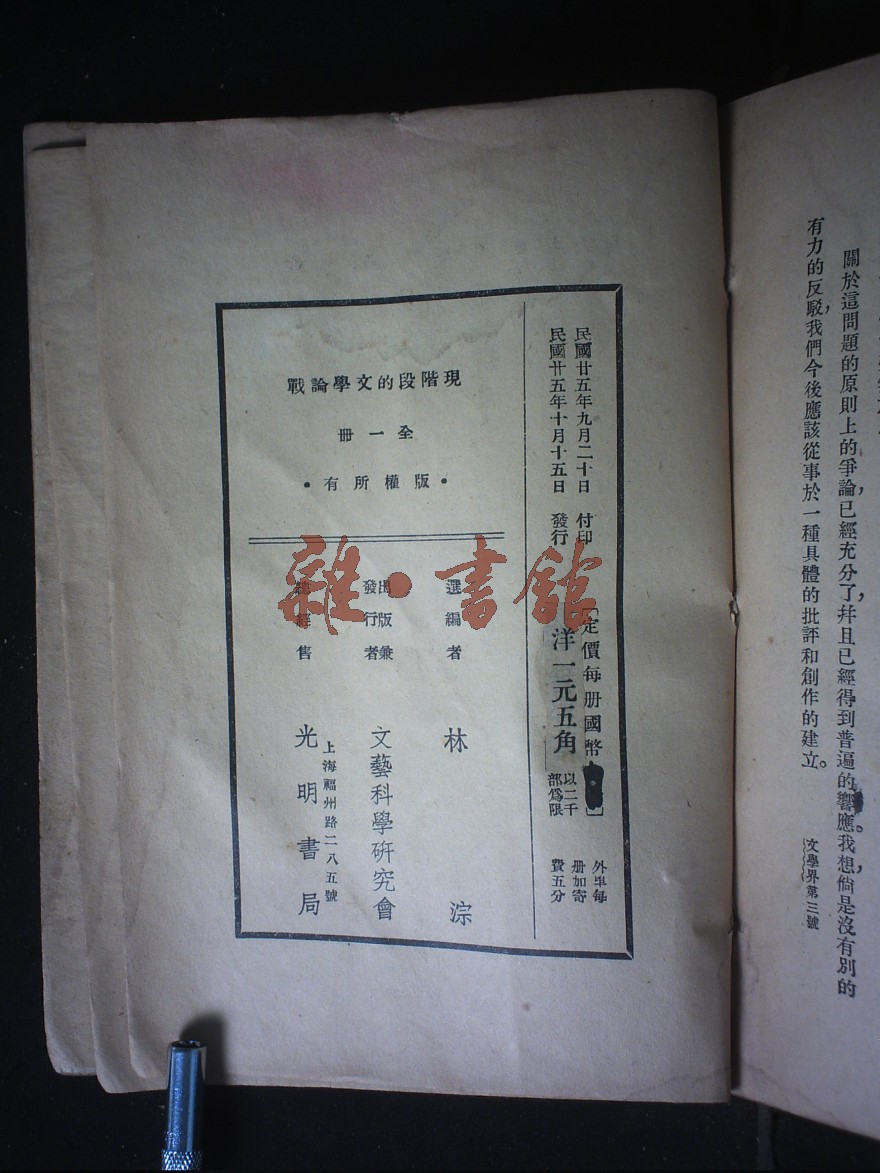 關於這問題的原則上的爭論，已經充分了，幷且已經得到普遍的響應。我想倘是沒有別的
有力的反駁，我們今後應該從事於一種具體的批評和創作的建立。
文學界第三號
民國廿五年九月二十日 付印
民國廿五年十月十五日 發行
〔定價每册國幣
洋一元五角
〕
以二千
部爲限
外埠每
册加寄
費五分
現階段的文學論戰
全一冊
•版權所有•
選編者 林淙
出版兼
發行者 文藝科學研究會
總經售
上海福州路二八五號
光明書局
雜·書館